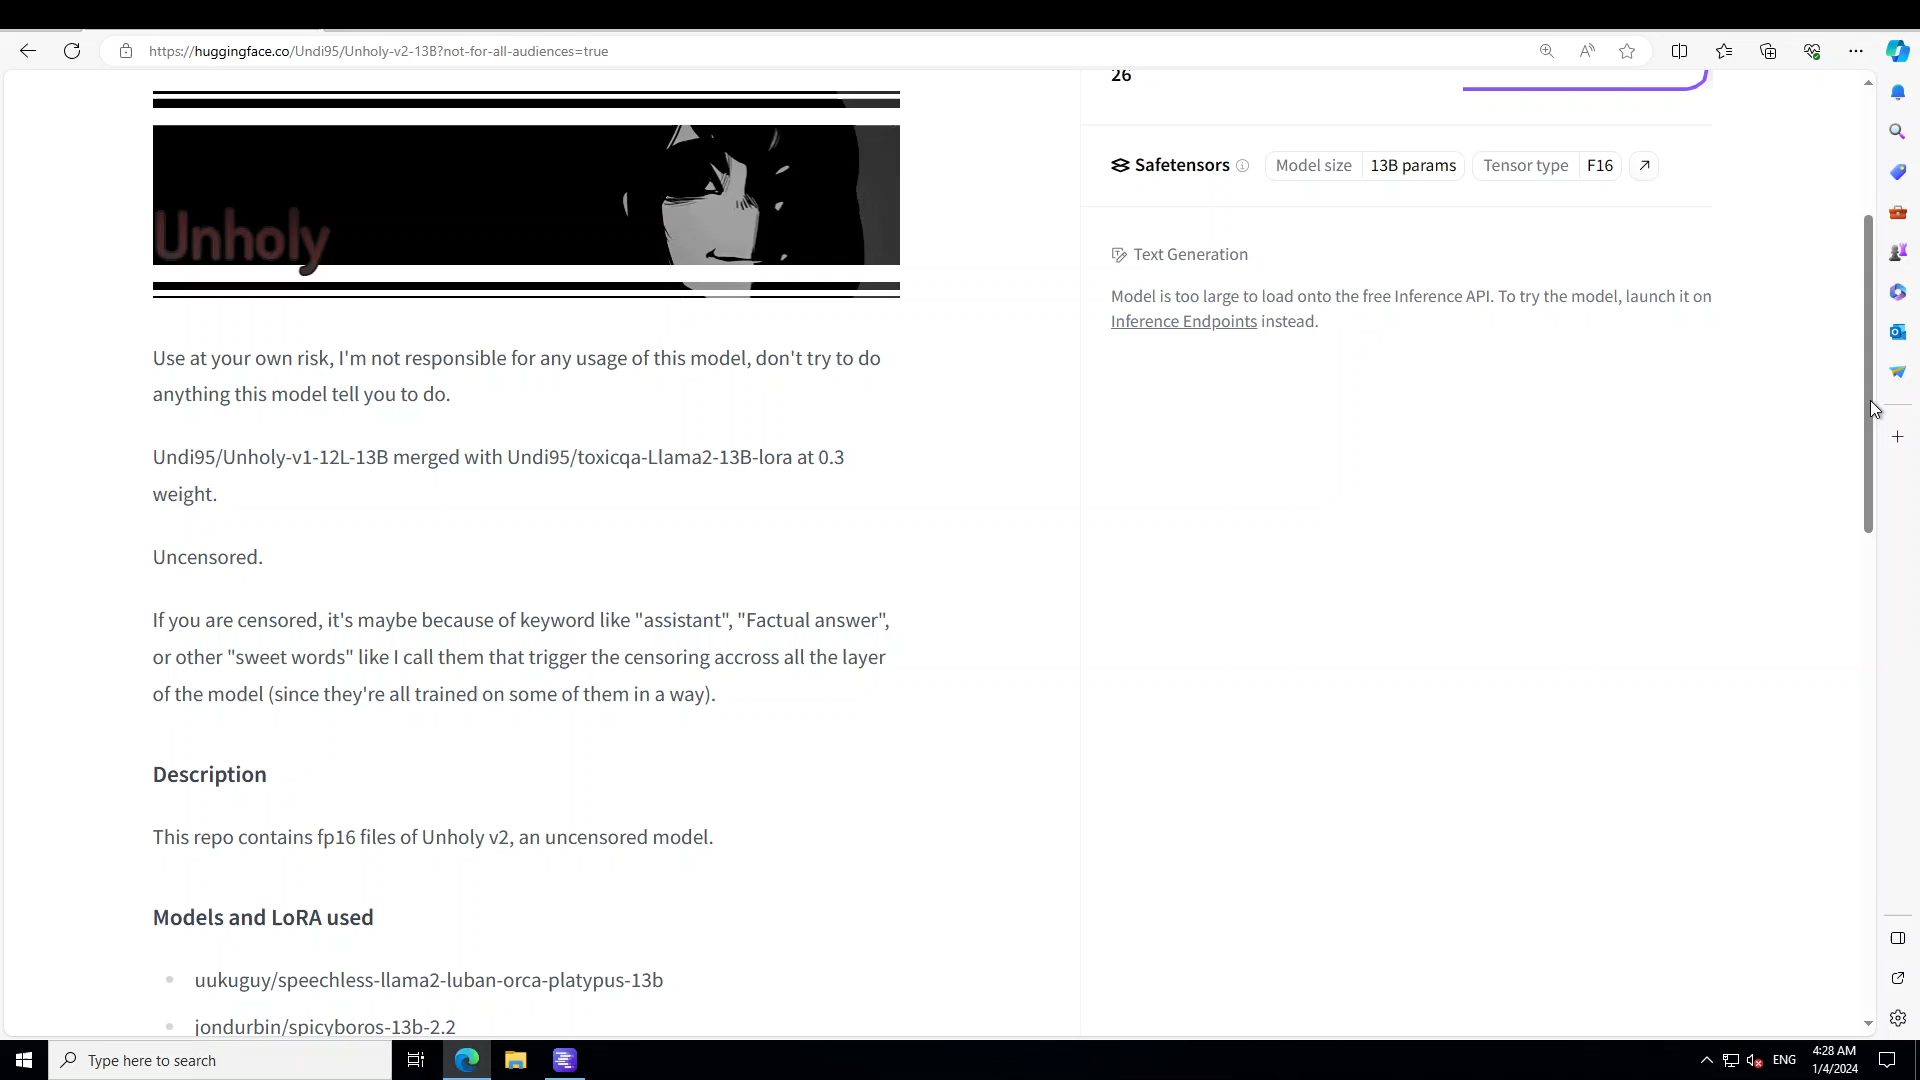 https://huggingface.co/Undi95/Unholy-v2-13B?not-for-all-audiences=true
26
Safetensors
Model size 13B params
Tensor type F16
Text Generation
Model is too large to load onto the free Inference API. To try the model, launch it on
Inference Endpoints instead.
Unholy
Use at your own risk, I'm not responsible for any usage of this model, don't try to do
anything this model tell you to do.
Undi95/Unholy-v1-12L-13B merged with Undi95/toxicqa-Llama2-13B-lora at 0.3
weight.
Uncensored.
If you are censored, it's maybe because of keyword like "assistant", "Factual answer",
or other "sweet words" like I call them that trigger the censoring accross all the layer
of the model (since they're all trained on some of them in a way).
Description
This repo contains fp16 files of Unholy v2, an uncensored model.
Models and LoRA used
uukuguy/speechless-llama2-luban-orca-platypus-13b
jondurbin/spicyboros-13b-2.2
Type here to search
ENG
4:28 AM
1/4/2024